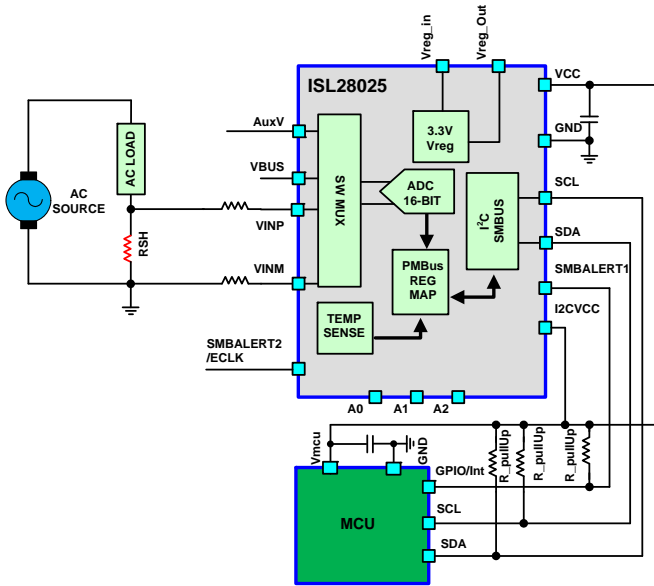 Vreg_in
Vreg_Out
ISL28025
VCC
3.3V
Vreg
GND
AuxV
SW MUX
VBUS
ADC
16-BIT
I²C
SMBUS
SCL
AC LOAD
AC
SOURCE
VINP
RSH
SDA
PMBus
REG
MAP
SMBALERT1
VINM
I2CVCC
TEMP
SENSE
SMBALERT2
/ECLK
A0
A1
A2
Vmcu
GND
R_pullUp
R_pullUp
R_pullUp
GPIO/Int
MCU
SCL
SDA